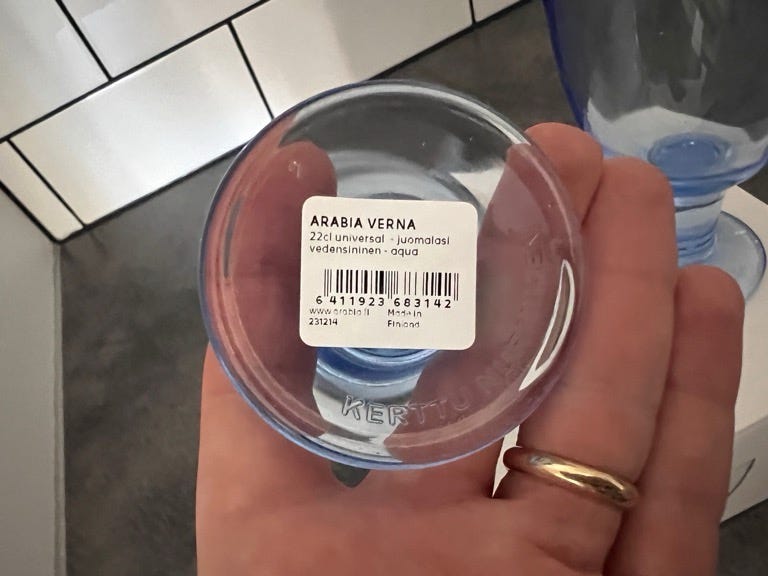 ARABIA VERNA
22cl universal - juomalasi
vedensininen - aqua
6 411923 683142
www.arabia.fi Made in
231214 Finland
KERTTU